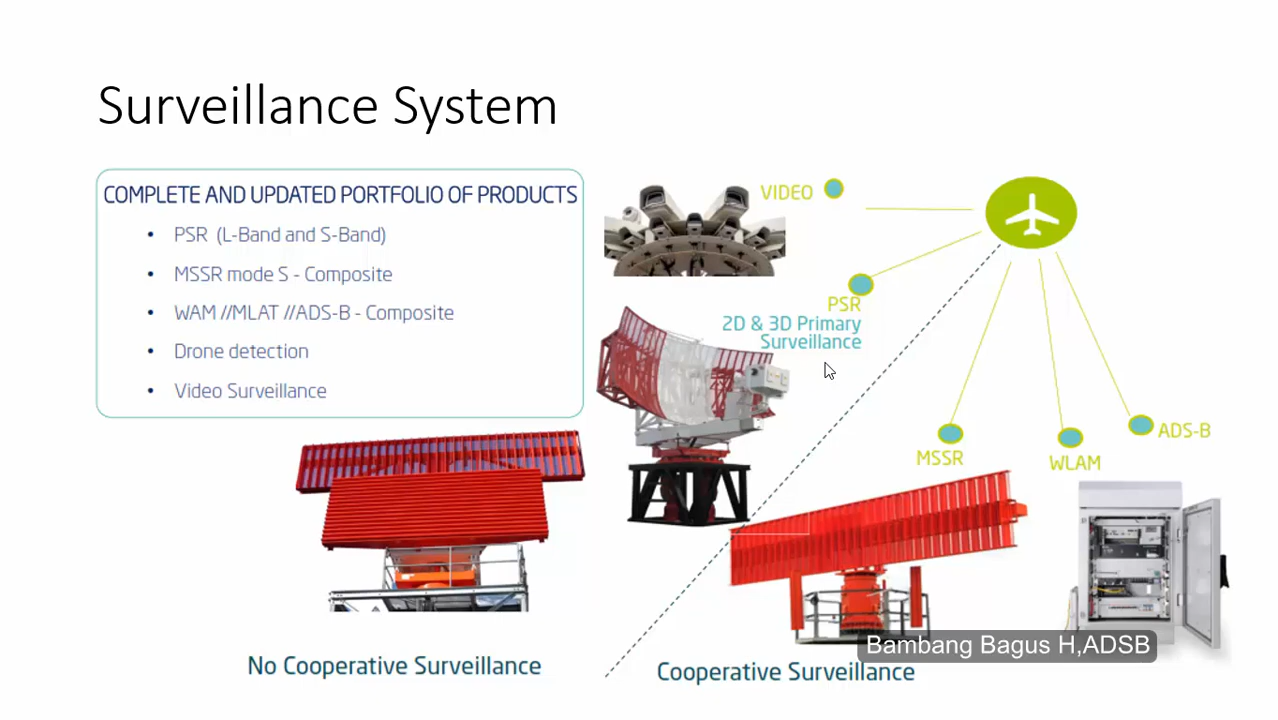 Surveillance System
COMPLETE AND UPDATED PORTFOLIO OF PRODUCTS
• PSR (L-Band and S-Band)
• MSSR mode S - Composite
• WAM //MLAT //ADS-B - Composite
• Drone detection
• Video Surveillance
VIDEO
PSR
2D & 3D Primary
Surveillance
MSSR
WLAM
ADS-B
No Cooperative Surveillance
Cooperative Surveillance
Bambang Bagus H,ADSB